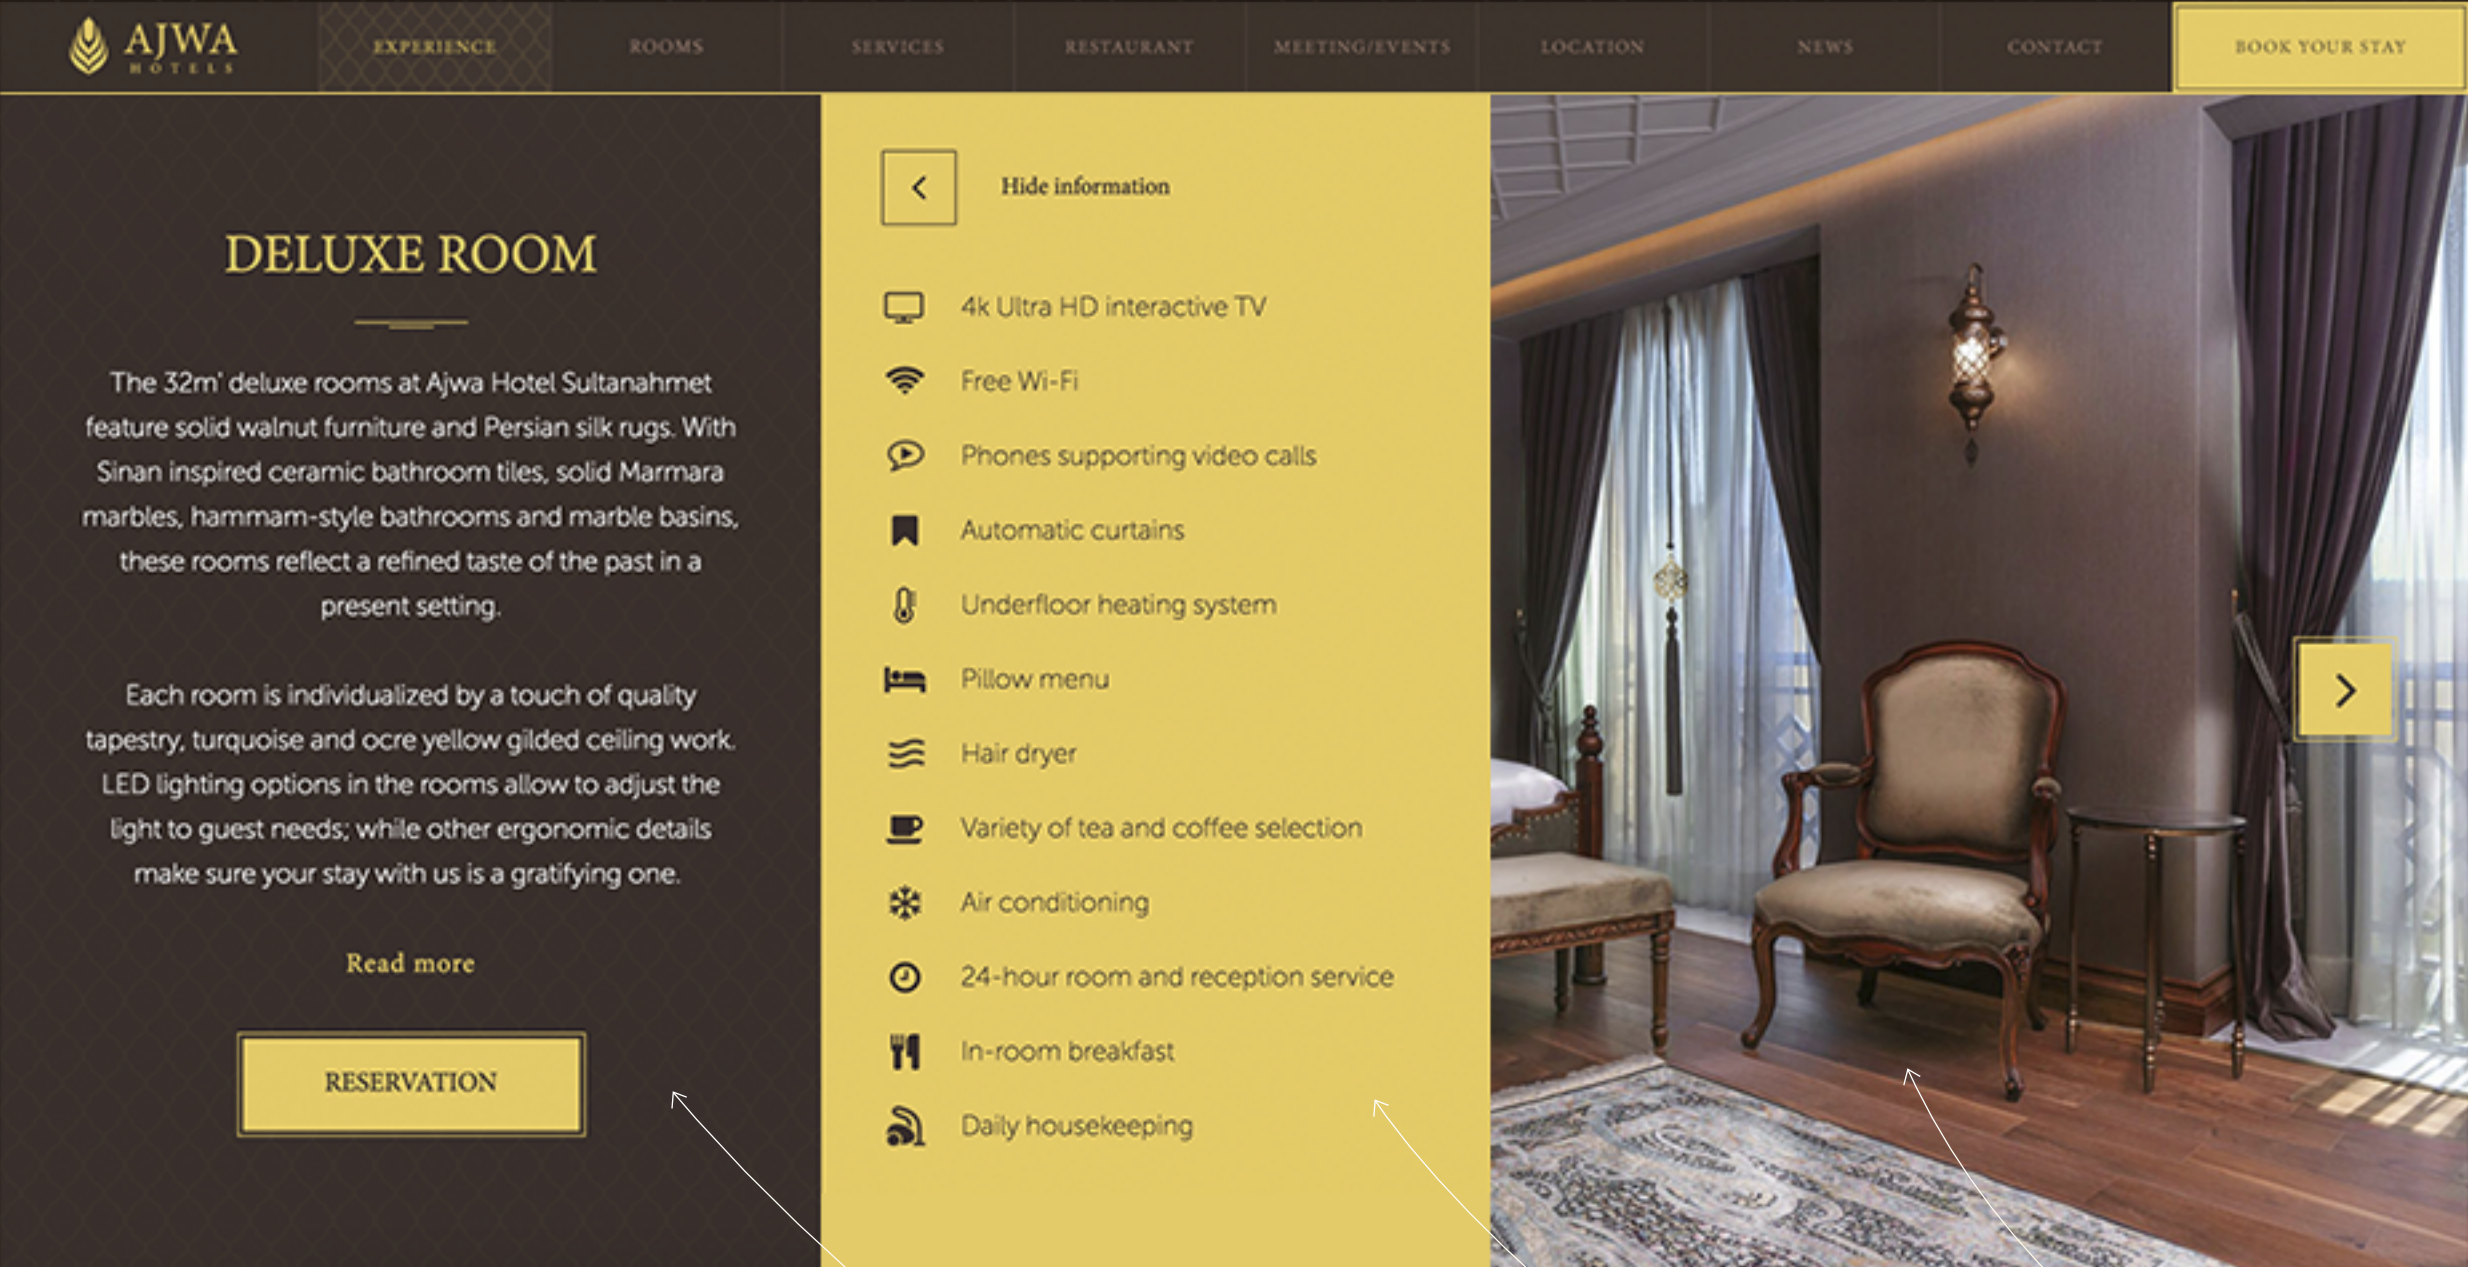 AJWA
HOTELS
EXPERIENCE
ROOMS
SERVICES
RESTAURANT
MEETING/EVENTS
LOCATION
NEWS
CONTACT
BOOK YOUR STAY
DELUXE ROOM
The 32m' deluxe rooms at Ajwa Hotel Sultanahmet
feature solid walnut furniture and Persian silk rugs. With
Sinan inspired ceramic bathroom tiles, solid Marmara
marbles, hammam-style bathrooms and marble basins,
these rooms reflect a refined taste of the past in a
present setting.
Each room is individualized by a touch of quality
tapestry, turquoise and ocre yellow gilded ceiling work.
LED lighting options in the rooms allow to adjust the
light to guest needs; while other ergonomic details
make sure your stay with us is a gratifying one.
Read more
RESERVATION
Hide information
4k Ultra HD interactive TV
Free Wi-Fi
Phones supporting video calls
Automatic curtains
Underfloor heating system
Pillow menu
Hair dryer
Variety of tea and coffee selection
Air conditioning
24-hour room and reception service
In-room breakfast
Daily housekeeping